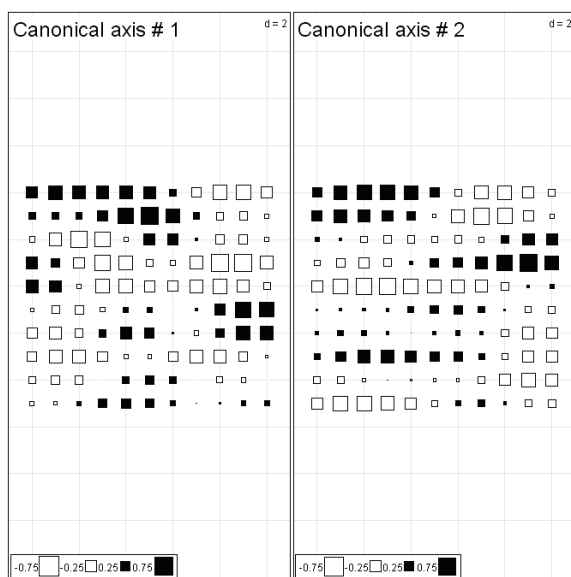 Canonical axis # 1
d = 2
Canonical axis # 2
d = 2
-0.75 -0.25 0.25 0.75
-0.75 -0.25 0.25 0.75